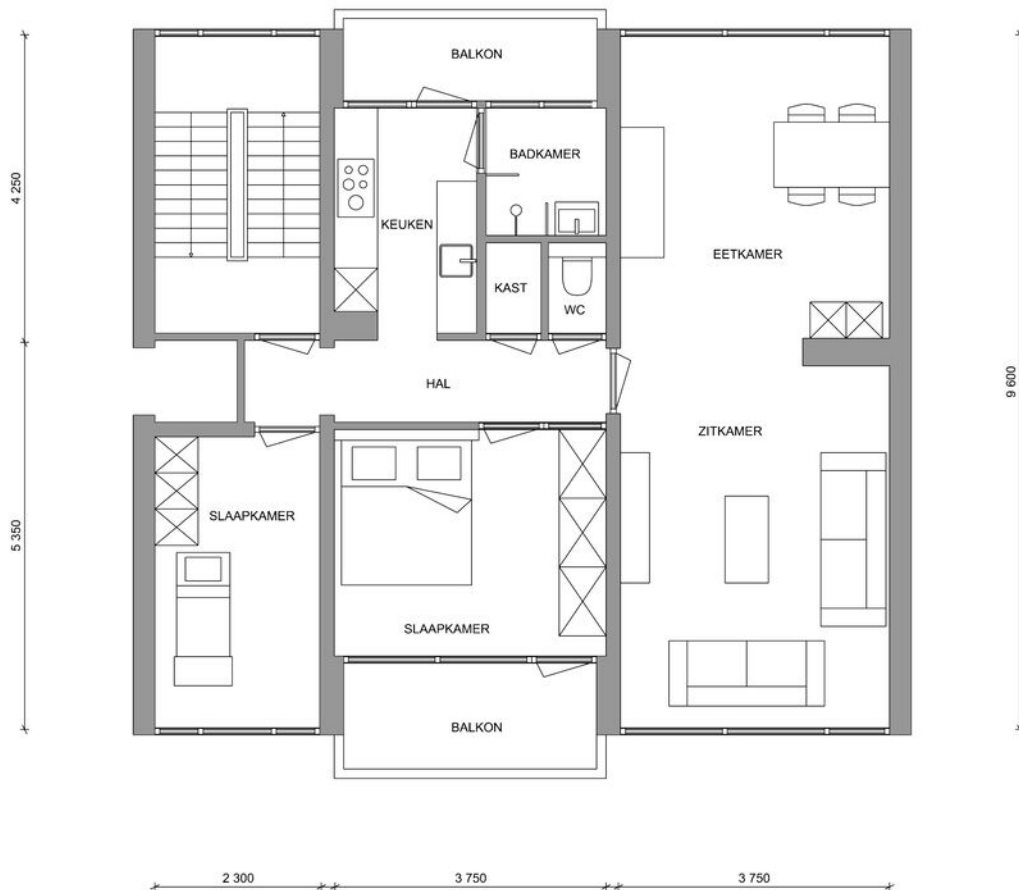 BALKON
BADKAMER
KEUKEN
EETKAMER
KAST
WC
HAL
ZITKAMER
SLAAPKAMER
SLAAPKAMER
BALKON
4 250
5 350
9 600
2 300
3 750
3 750